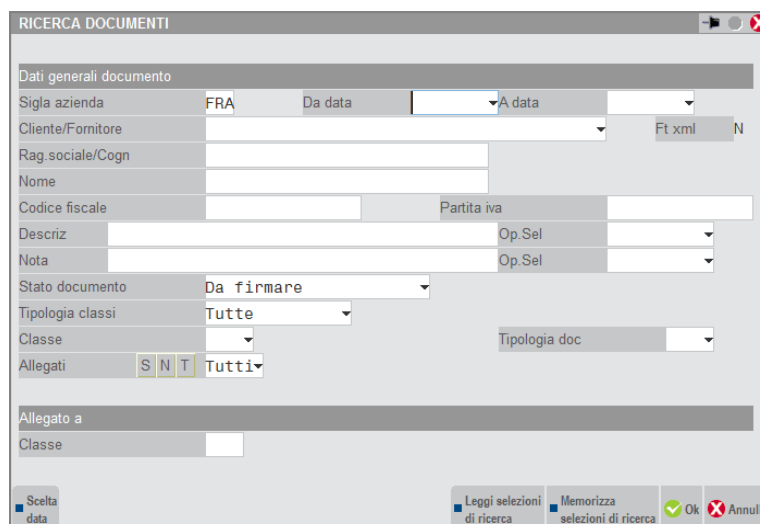 RICERCA DOCUMENTI
Dati generali documento
Sigla azienda FRA Da data A data
Cliente/Fornitore Ft xml N
Rag.sociale/Cogn
Nome
Codice fiscale Partita iva
Descriz Op.Sel
Nota Op.Sel
Stato documento Da firmare
Tipologia classi Tutte
Classe Tipologia doc
Allegati S N T Tutti
Allegato a
Classe
Scelta data
Leggi selezioni di ricerca
Memorizza selezioni di ricerca
Ok
Annul